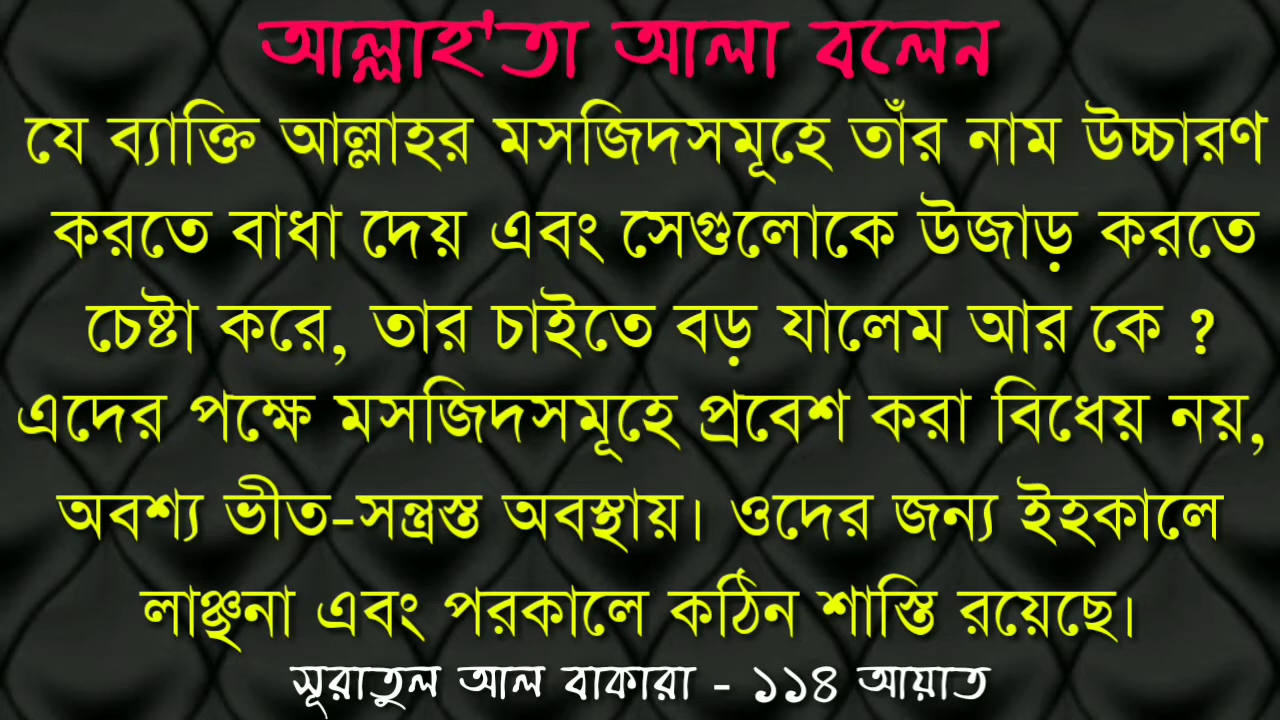 আল্লাহ'তা আলা বলেন
যে ব্যাক্তি আল্লাহর মসজিদসমূহে তাঁর নাম উচ্চারণ
করতে বাধা দেয় এবং সেগুলোকে উজাড় করতে
চেষ্টা করে, তার চাইতে বড় যালেম আর কে ?
এদের পক্ষে মসজিদসমূহে প্রবেশ করা বিধেয় নয়,
অবশ্য ভীত-সন্ত্রস্ত অবস্থায়। ওদের জন্য ইহকালে
লাঞ্ছনা এবং পরকালে কঠিন শাস্তি রয়েছে।
সূরাতুল আল বাকারা - ১১৪ আয়াত